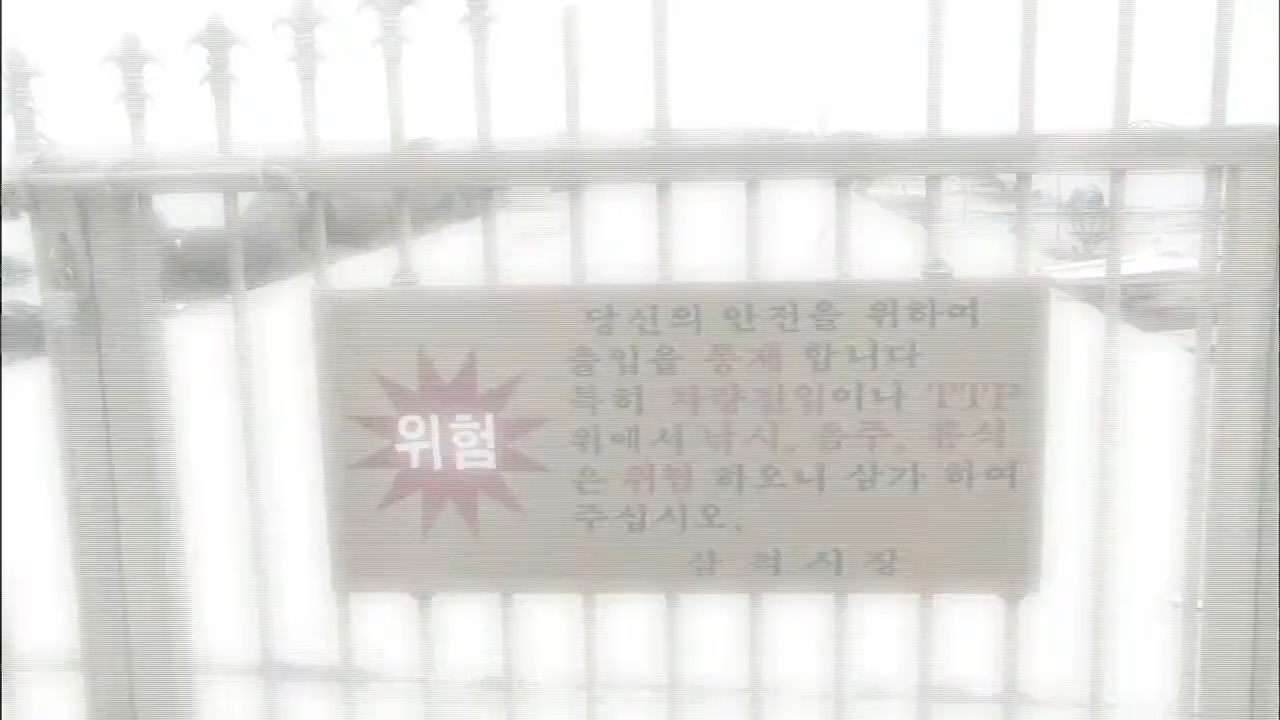 위험
당신의 안전을 위하여
출입을 통제 합니다
특히 차량진입이나 TTP
위에서 낚시, 음주, 취식
은 위험 하오니 삼가 하여
주십시오.
삼 척 시 장